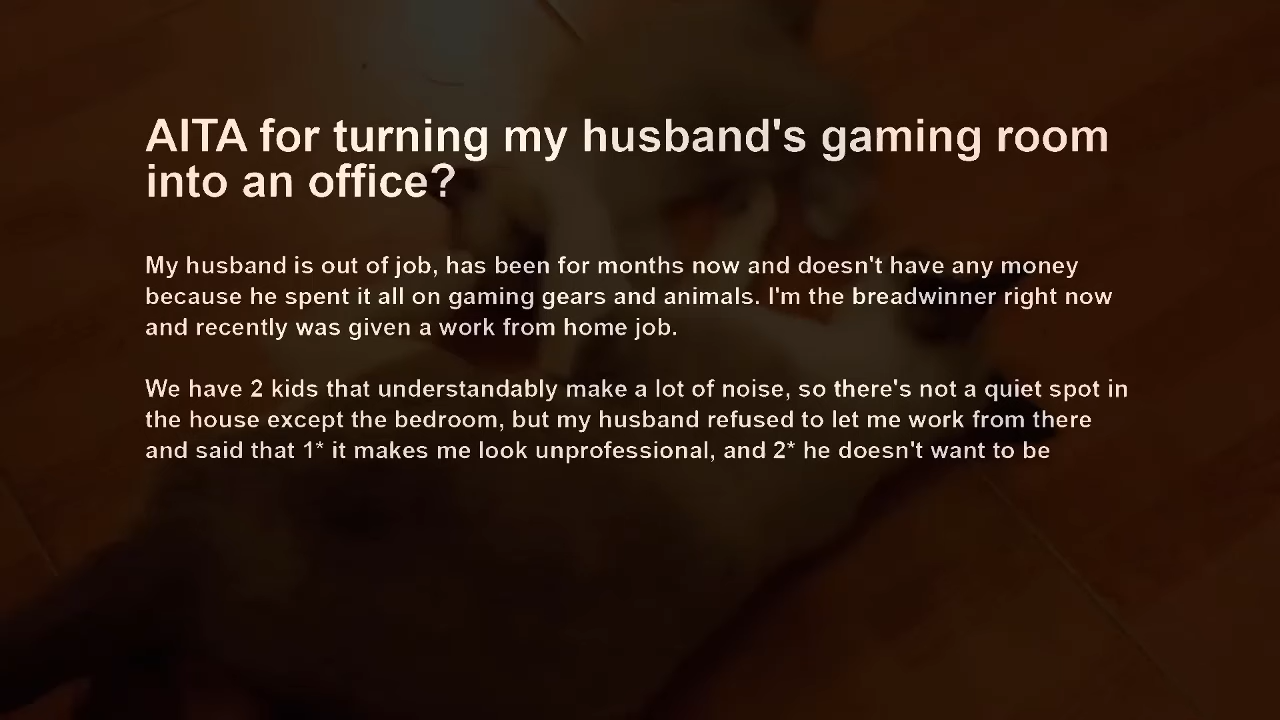 AITA for turning my husband's gaming room
into an office?
My husband is out of job, has been for months now and doesn't have any money
because he spent it all on gaming gears and animals. I'm the breadwinner right now
and recently was given a work from home job.
We have 2 kids that understandably make a lot of noise, so there's not a quiet spot in
the house except the bedroom, but my husband refused to let me work from there
and said that 1* it makes me look unprofessional, and 2* he doesn't want to be